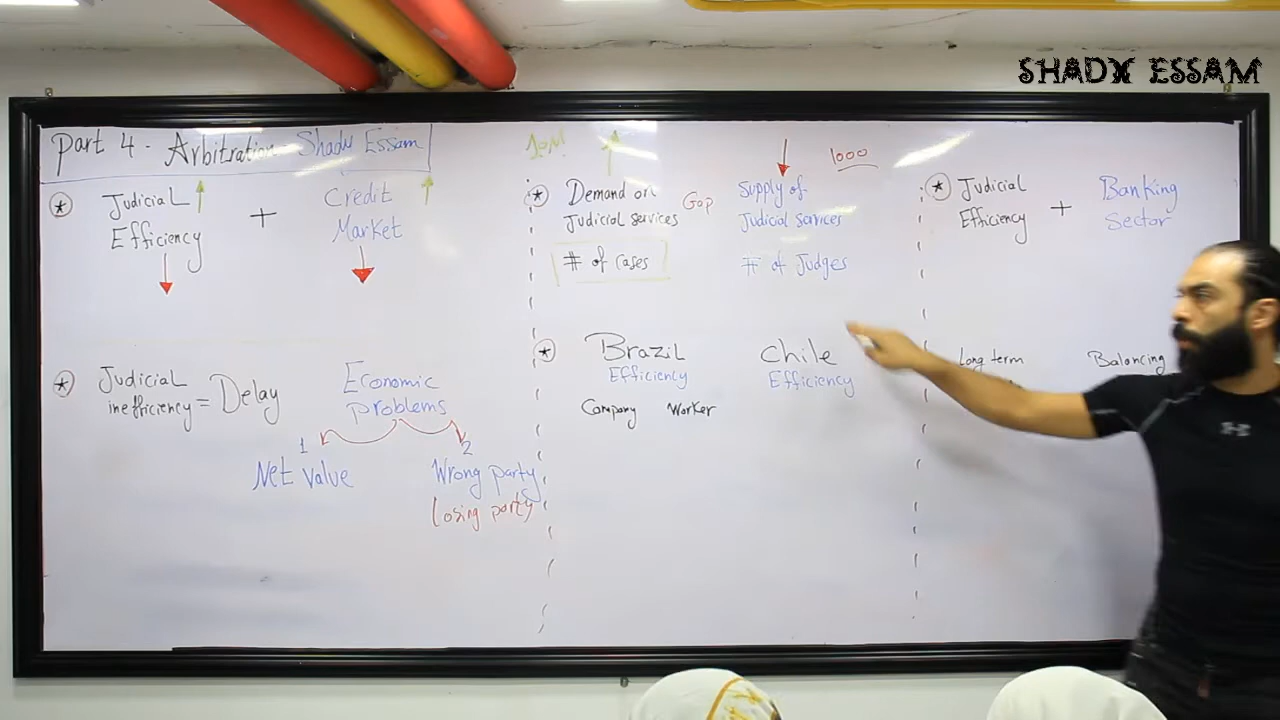 SHADY ESSAM
Part 4 - Arbitration - Shady Essam
Judicial
Efficiency
+
Credit
Market
Judicial
inefficiency = Delay
Economic
problems
1
2
Net value
Wrong party
losing party
10M
Demand on
Judicial services
# of cases
Gap
1000
Supply of
Judicial services
# of Judges
Brazil
Efficiency
Company Worker
Chile
Efficiency
Judicial
Efficiency
+
Banking
Sector
Long term
Balancing